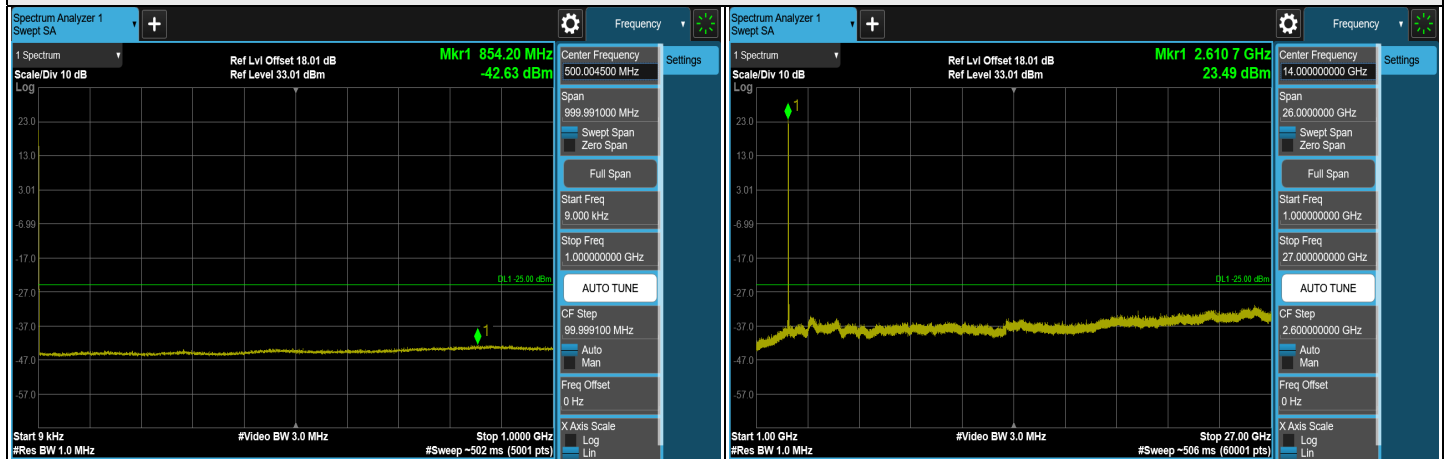 Spectrum Analyzer 1
Swept SA
+
Frequency
1 Spectrum
Ref Lvl Offset 18.01 dB
Mkr1 854.20 MHz
Scale/Div 10 dB
Ref Level 33.01 dBm
-42.63 dBm
Log
23.0
13.0
3.01
-6.99
-17.0
DL1 -25.00 dBm
-27.0
-37.0
1
-47.0
-57.0
Start 9 kHz
#Video BW 3.0 MHz
Stop 1.0000 GHz
#Res BW 1.0 MHz
#Sweep ~502 ms (5001 pts)
Center Frequency
500.004500 MHz
Settings
Span
999.991000 MHz
Swept Span
Zero Span
Full Span
Start Freq
9.000 kHz
Stop Freq
1.000000000 GHz
AUTO TUNE
CF Step
99.999100 MHz
Auto
Man
Freq Offset
0 Hz
X Axis Scale
Log
Lin
Spectrum Analyzer 1
Swept SA
+
Frequency
1 Spectrum
Ref Lvl Offset 18.01 dB
Mkr1 2.610 7 GHz
Scale/Div 10 dB
Ref Level 33.01 dBm
23.49 dBm
Log
1
23.0
13.0
3.01
-6.99
-17.0
DL1 -25.00 dBm
-27.0
-37.0
-47.0
-57.0
Start 1.00 GHz
#Video BW 3.0 MHz
Stop 27.00 GHz
#Res BW 1.0 MHz
#Sweep ~506 ms (60001 pts)
Center Frequency
14.00000000 GHz
Settings
Span
26.0000000 GHz
Swept Span
Zero Span
Full Span
Start Freq
1.000000000 GHz
Stop Freq
27.000000000 GHz
AUTO TUNE
CF Step
2.600000000 GHz
Auto
Man
Freq Offset
0 Hz
X Axis Scale
Log
Lin